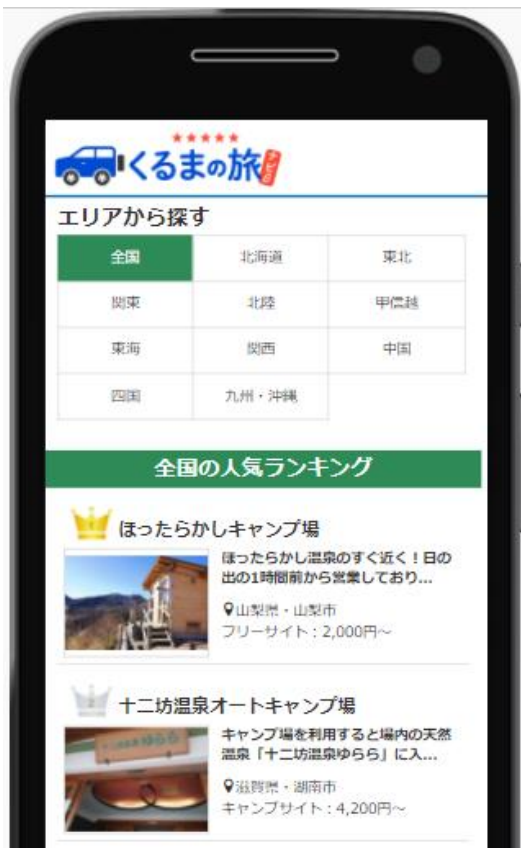 くるまの旅ナビ
エリアから探す
全国 北海道 東北
関東 北陸 甲信越
東海 関西 中国
四国 九州・沖縄
全国の人気ランキング
1 ほったらかしキャンプ場
ほったらかし温泉のすぐ近く!日の
出の1時間前から営業しており...
山梨県・山梨市
フリーサイト:2,000円~
2 十二坊温泉オートキャンプ場
キャンプ場を利用すると場内の天然
温泉「十二坊温泉ゆらら」に入...
滋賀県・湖南市
キャンプサイト:4,200円~
ゆらら